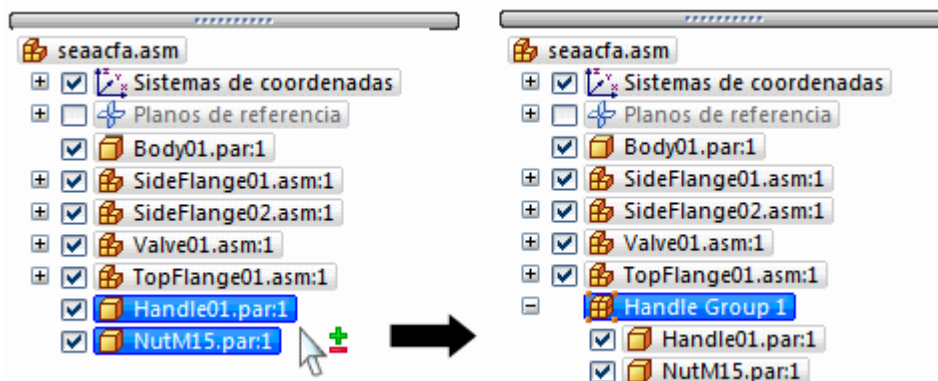 seaacfa.asm
Sistemas de coordenadas
Planos de referencia
Body01.par:1
SideFlange01.asm:1
SideFlange02.asm:1
Valve01.asm:1
TopFlange01.asm:1
Handle01.par:1
NutM15.par:1
seaacfa.asm
Sistemas de coordenadas
Planos de referencia
Body01.par:1
SideFlange01.asm:1
SideFlange02.asm:1
Valve01.asm:1
TopFlange01.asm:1
Handle Group 1
Handle01.par:1
NutM15.par:1